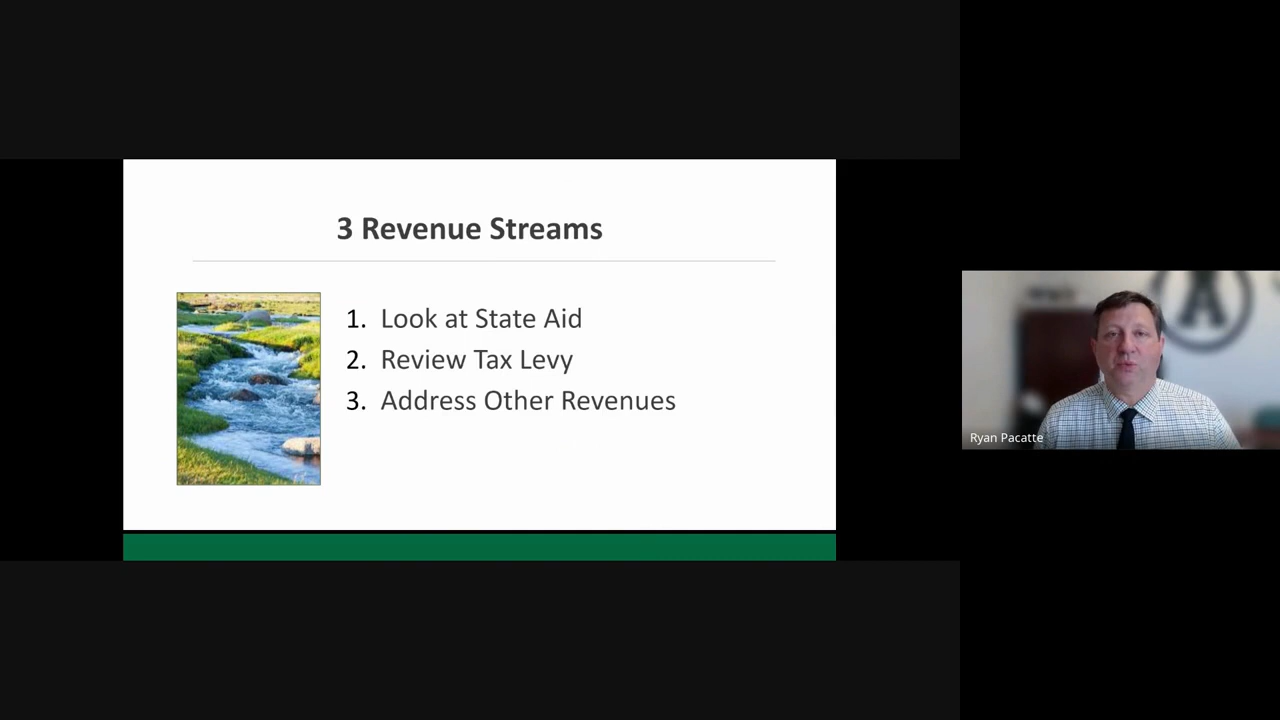 3 Revenue Streams
1. Look at State Aid
2. Review Tax Levy
3. Address Other Revenues
Ryan Pacatte